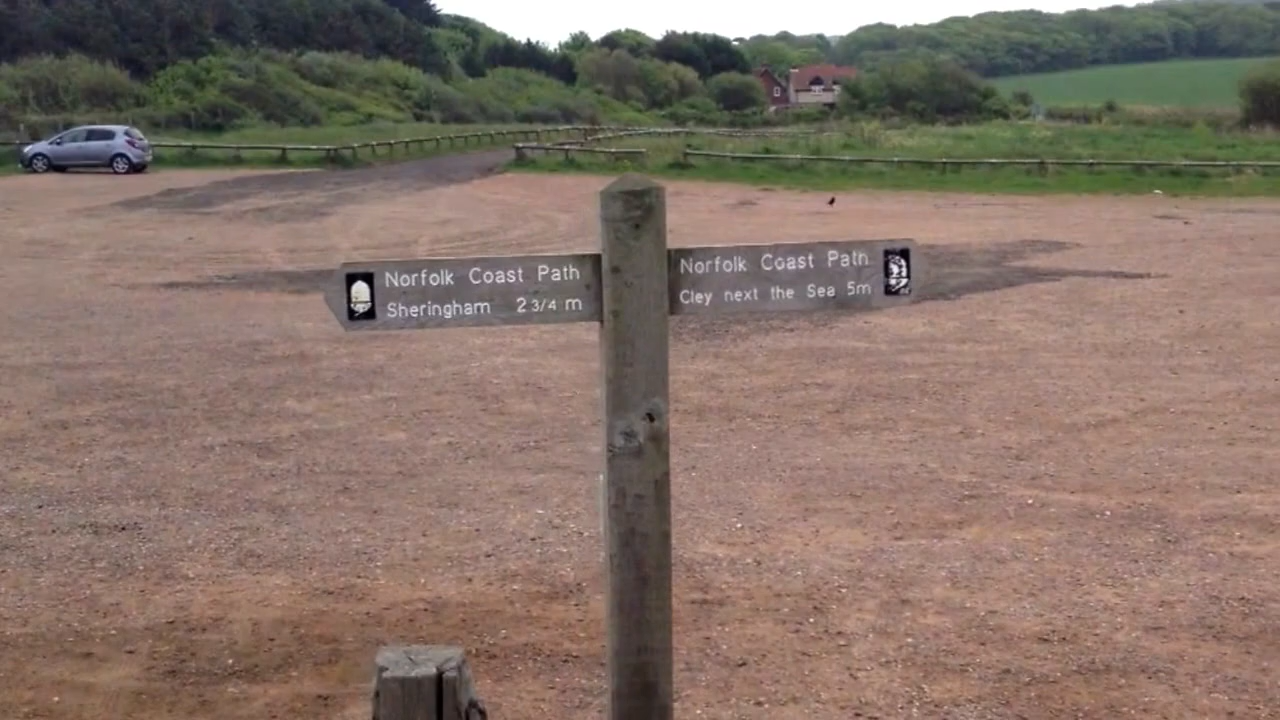 Norfolk Coast Path
Sheringham 2 3/4 m
Norfolk Coast Path
Cley next the Sea 5m